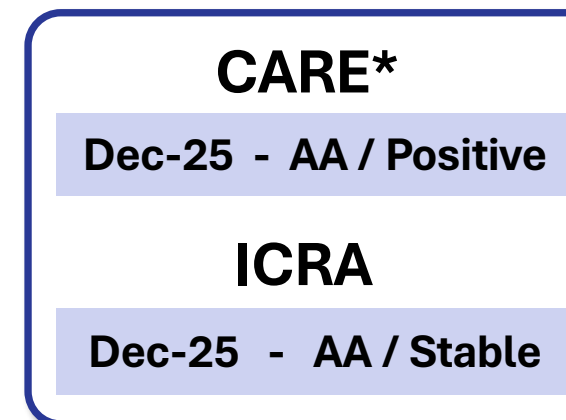 CARE*
Dec-25 - AA / Positive
ICRA
Dec-25 - AA / Stable